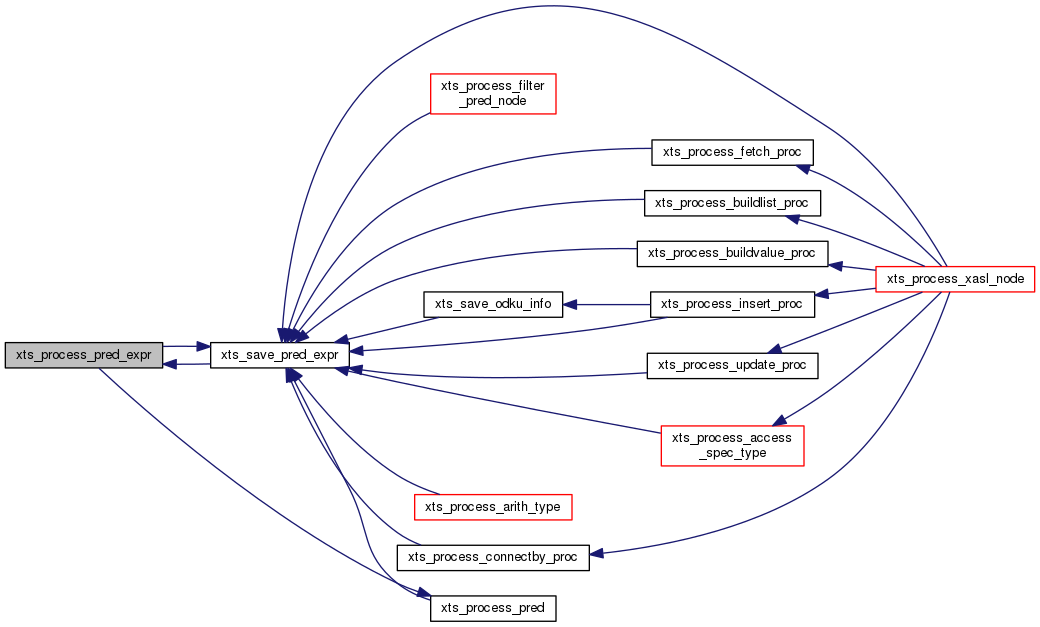 xts_process_filter
_pred_node
xts_process_fetch_proc
xts_process_buildlist_proc
xts_process_buildvalue_proc
xts_process_xasl_node
xts_save_odku_info
xts_process_insert_proc
xts_process_pred_expr
xts_save_pred_expr
xts_process_update_proc
xts_process_access
_spec_type
xts_process_arith_type
xts_process_connectby_proc
xts_process_pred